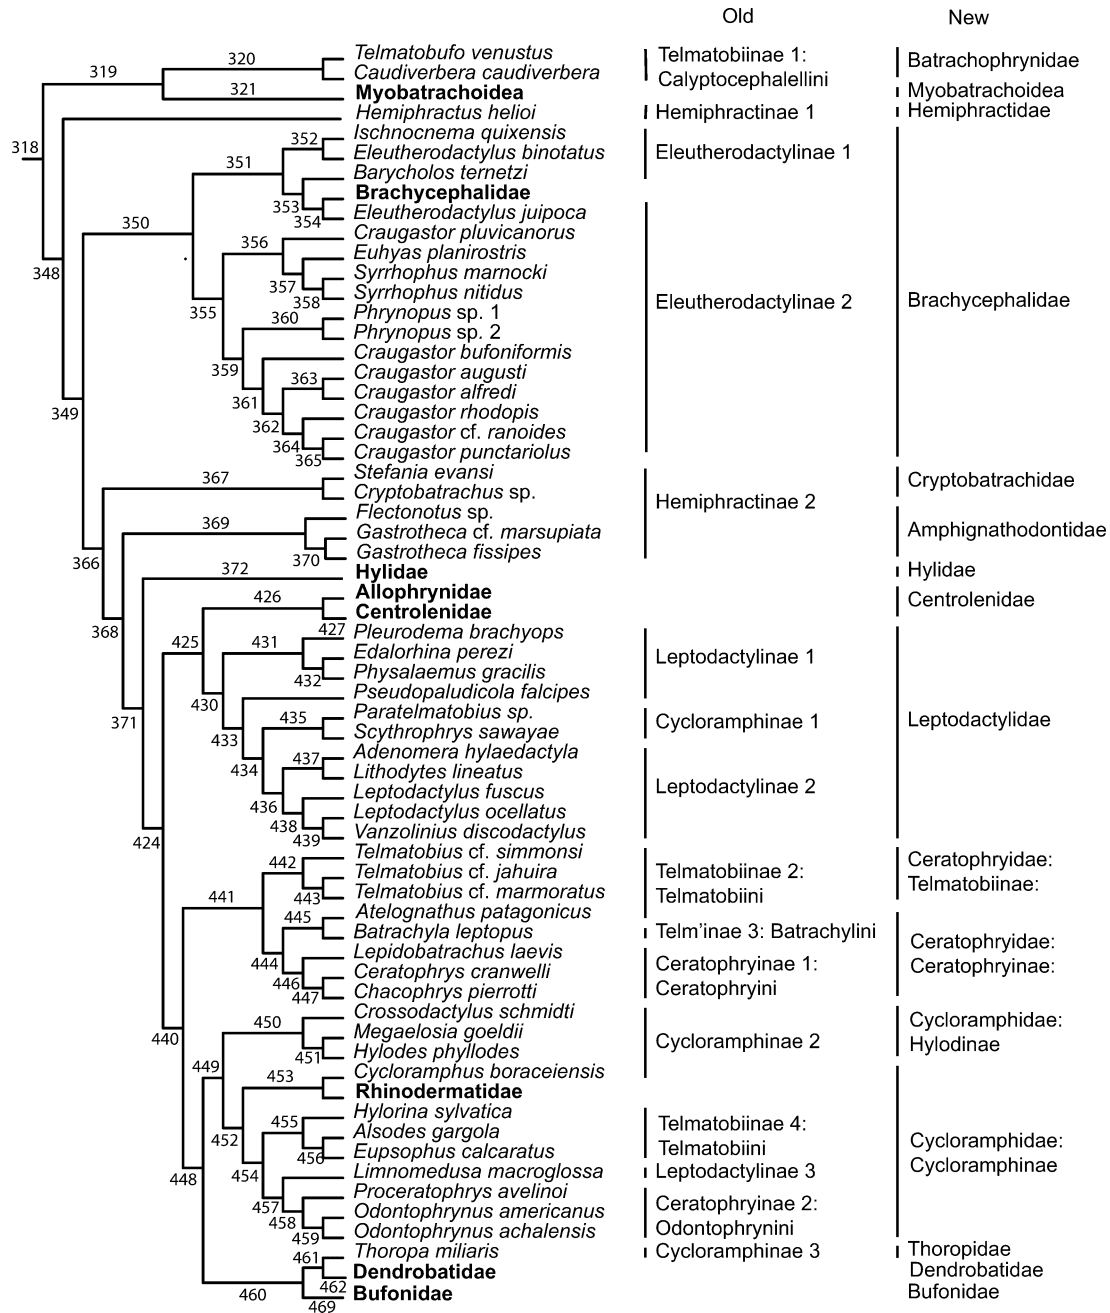 Old
New
Telmatobufo venustus
Caudiverbera caudiverbera
Myobatrachoidea
Hemiphractus helioi
Ischnocnema quixensis
Eleutherodactylus binotatus
Barycholos ternetzi
Brachycephalidae
Eleutherodactylus juipoca
Craugastor pluvicanorus
Euhyas planirostris
Syrrhophus marnocki
Syrrhophus nitidus
Phrynopus sp. 1
Phrynopus sp. 2
Craugastor bufoniformis
Craugastor augusti
Craugastor alfredi
Craugastor rhodopis
Craugastor cf. ranoides
Craugastor punctariolus
Stefania evansi
Cryptobatrachus sp.
Flectonotus sp.
Gastrotheca cf. marsupiata
Gastrotheca fissipes
Hylidae
Allophrynidae
Centrolenidae
Pleurodema brachyops
Edalorhina perezi
Physalaemus gracilis
Pseudopaludicola falcipes
Paratelmatobius sp.
Scythrophrys sawayae
Adenomera hylaedactyla
Lithodytes lineatus
Leptodactylus fuscus
Leptodactylus ocellatus
Vanzolinius discodactylus
Telmatobius cf. simmonsi
Telmatobius cf. jahuira
Telmatobius cf. marmoratus
Atelognathus patagonicus
Batrachyla leptopus
Lepidobatrachus laevis
Ceratophrys cranwelli
Chacophrys pierrotti
Crossodactylus schmidti
Megaelosia goeldii
Hylodes phyllodes
Cycloramphus boraceiensis
Rhinodermatidae
Hylorina sylvatica
Alsodes gargola
Eupsophus calcaratus
Limnomedusa macroglossa
Proceratophrys avelinoi
Odontophrynus americanus
Odontophrynus achalensis
Thoropa miliaris
Dendrobatidae
Bufonidae
Telmatobiinae 1:
Calyptocephalellini
Hemiphractinae 1
Eleutherodactylinae 1
Eleutherodactylinae 2
Hemiphractinae 2
Leptodactylinae 1
Cycloramphinae 1
Leptodactylinae 2
Telmatobiinae 2:
Telmatobiini
Telm'inae 3: Batrachylini
Ceratophryinae 1:
Ceratophryini
Cycloramphinae 2
Telmatobiinae 4:
Telmatobiini
Leptodactylinae 3
Ceratophryinae 2:
Odontophrynini
Cycloramphinae 3
Batrachophrynidae
Myobatrachoidea
Hemiphractidae
Brachycephalidae
Cryptobatrachidae
Amphignathodontidae
Hylidae
Centrolenidae
Leptodactylidae
Ceratophryidae:
Telmatobiinae:
Ceratophryidae:
Ceratophryinae:
Cycloramphidae:
Hylodinae
Cycloramphidae:
Cycloramphinae
Thoropidae
Dendrobatidae
Bufonidae
318
319
320
321
348
349
350
351
352
353
354
355
356
357
358
359
360
361
362
363
364
365
366
367
368
369
370
371
372
424
425
426
427
430
431
432
433
434
435
436
437
438
439
440
441
442
443
444
445
446
447
448
449
450
451
452
453
454
455
456
457
458
459
460
461
462
469